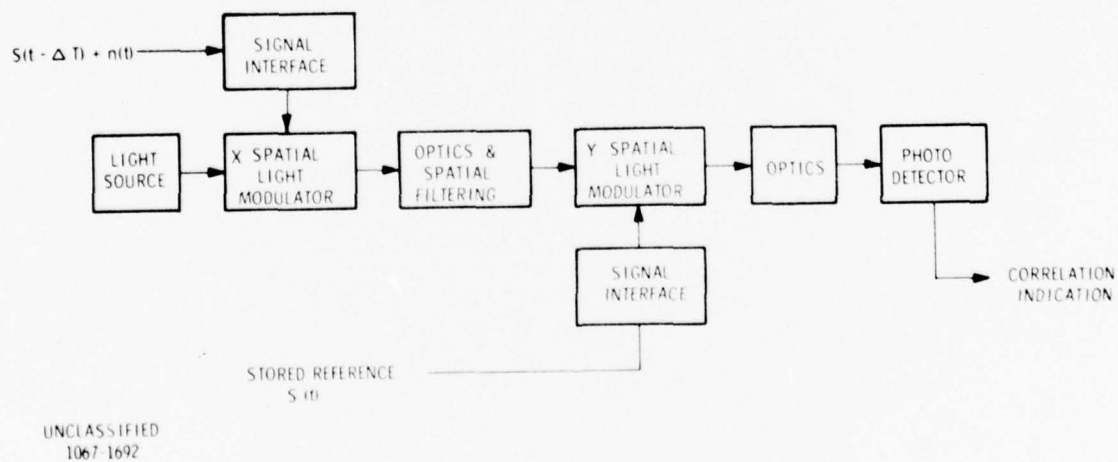 S(t - Δ T) + n(t)
SIGNAL
INTERFACE
LIGHT
SOURCE
X SPATIAL
LIGHT
MODULATOR
OPTICS &
SPATIAL
FILTERING
Y SPATIAL
LIGHT
MODULATOR
OPTICS
PHOTO
DETECTOR
SIGNAL
INTERFACE
CORRELATION
INDICATION
STORED REFERENCE
S (t)
UNCLASSIFIED
1067-1692